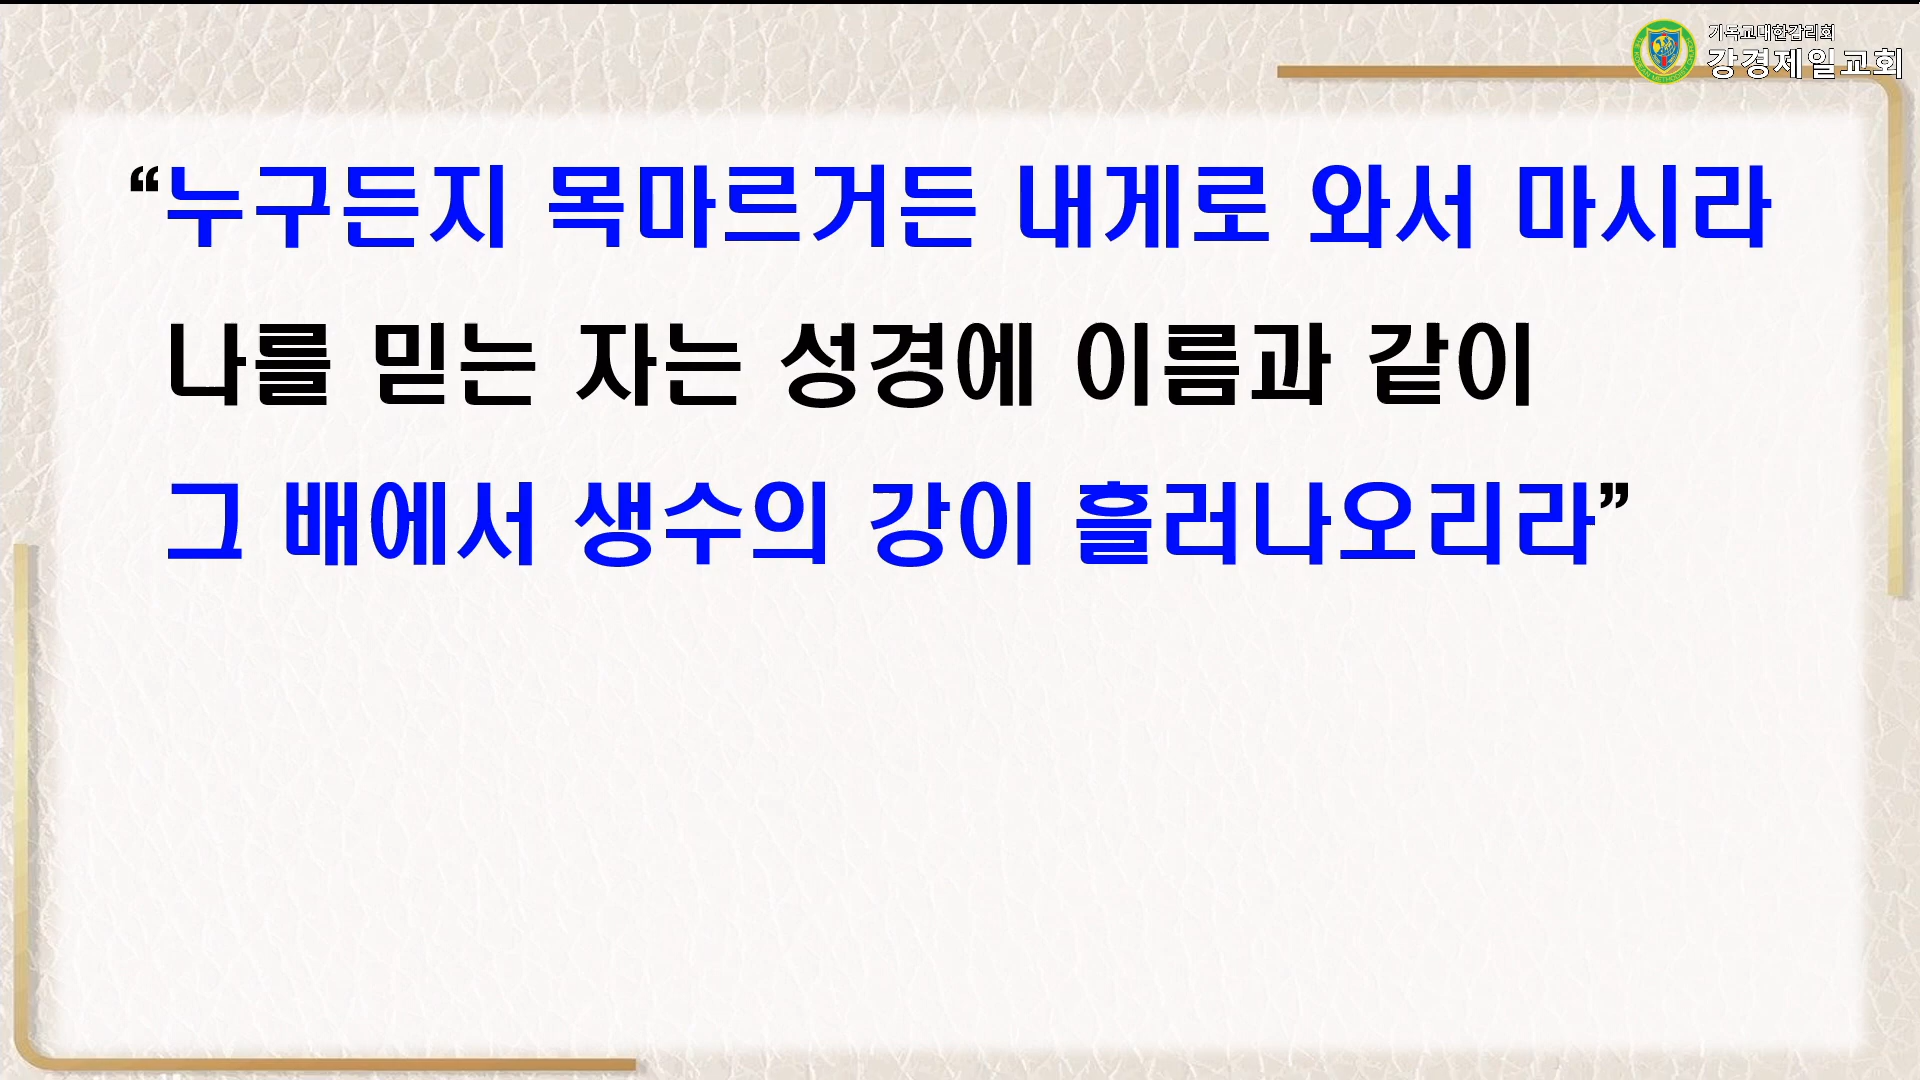 기독교대한감리회
강경제일교회
“누구든지 목마르거든 내게로 와서 마시라
나를 믿는 자는 성경에 이름과 같이
그 배에서 생수의 강이 흘러나오리라”